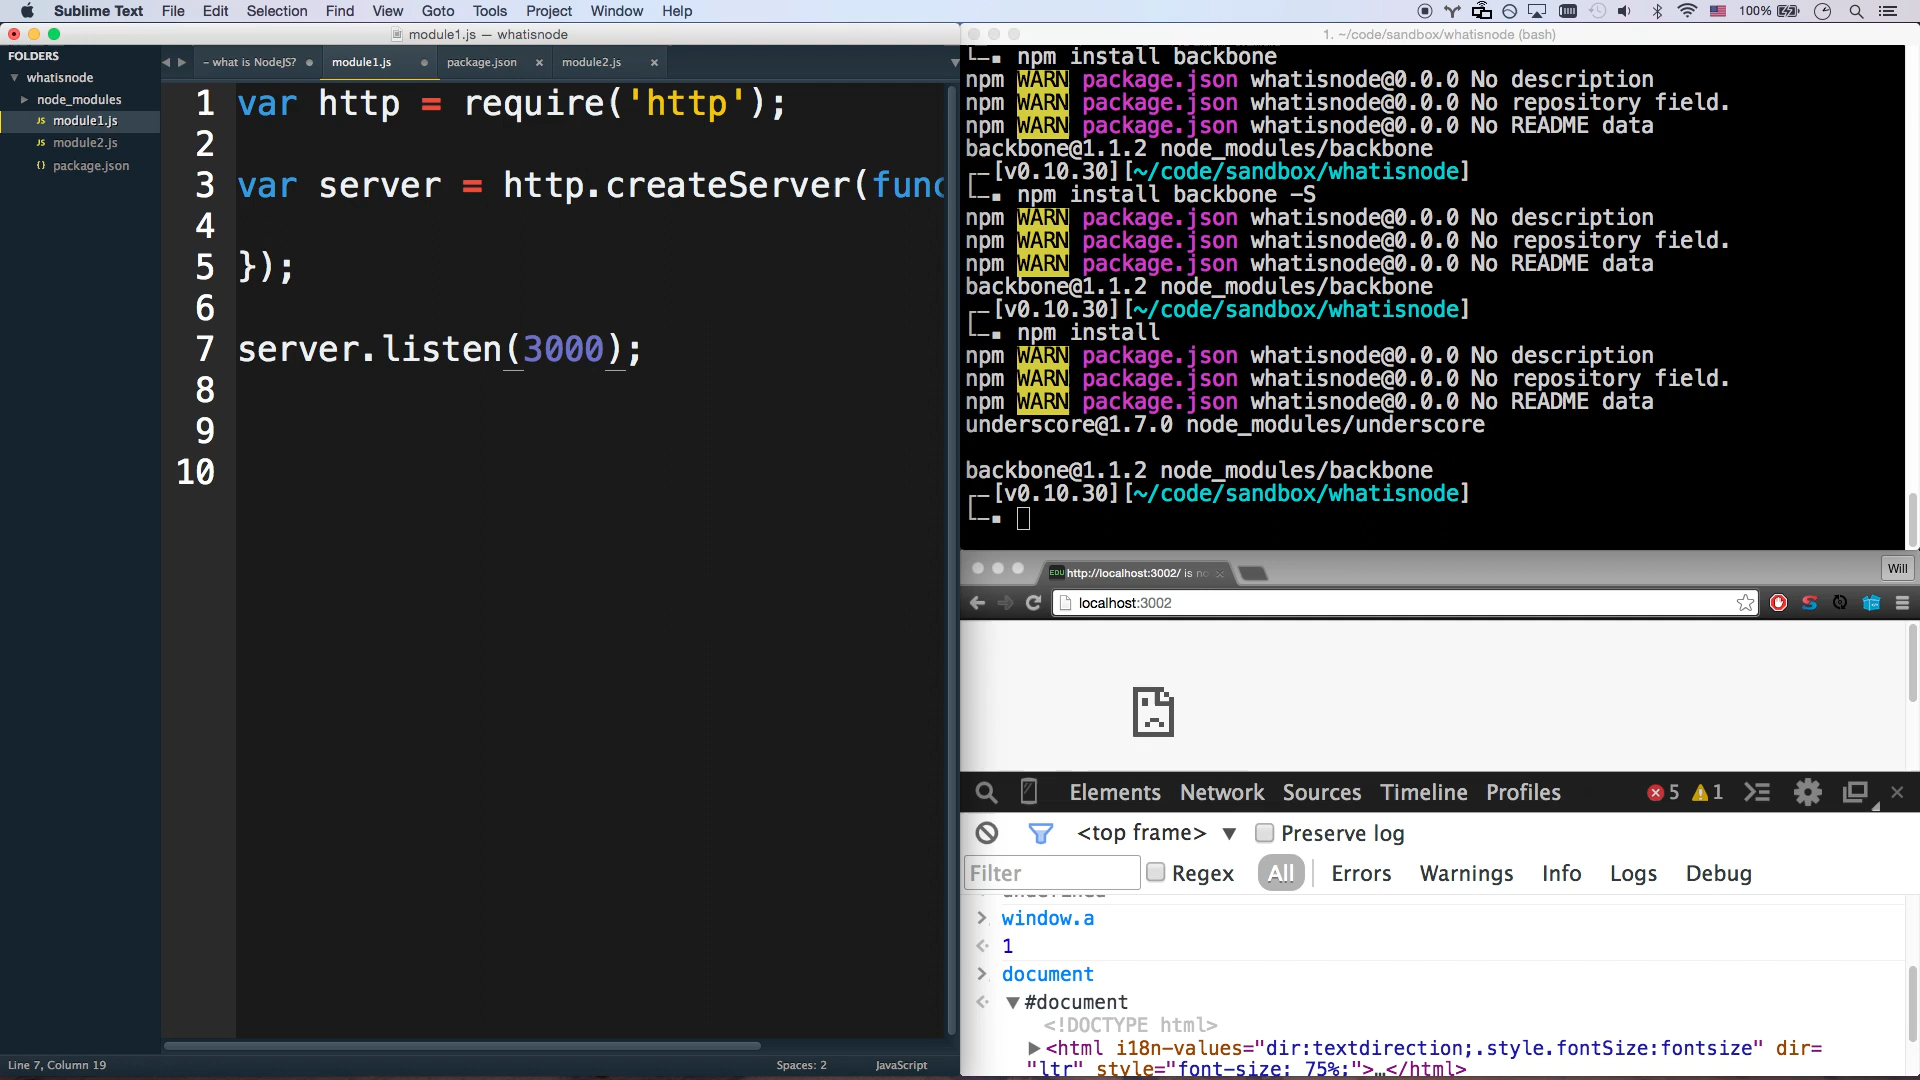 Sublime Text File Edit Selection Find View Goto Tools Project Window Help
100%
module1.js — whatisnode
FOLDERS
whatisnode
node_modules
JS module1.js
JS module2.js
{} package.json
– what is NodeJS?
module1.js
package.json
module2.js
1 var http = require('http');
2
3 var server = http.createServer(func
4
5 });
6
7 server.listen(3000);
8
9
10
Line 7, Column 19
Spaces: 2
JavaScript
1. ~/code/sandbox/whatisnode (bash)
npm install backbone
npm WARN package.json whatisnode@0.0.0 No description
npm WARN package.json whatisnode@0.0.0 No repository field.
npm WARN package.json whatisnode@0.0.0 No README data
backbone@1.1.2 node_modules/backbone
[v0.10.30][~/code/sandbox/whatisnode]
npm install backbone -S
npm WARN package.json whatisnode@0.0.0 No description
npm WARN package.json whatisnode@0.0.0 No repository field.
npm WARN package.json whatisnode@0.0.0 No README data
backbone@1.1.2 node_modules/backbone
[v0.10.30][~/code/sandbox/whatisnode]
npm install
npm WARN package.json whatisnode@0.0.0 No description
npm WARN package.json whatisnode@0.0.0 No repository field.
npm WARN package.json whatisnode@0.0.0 No README data
underscore@1.7.0 node_modules/underscore
backbone@1.1.2 node_modules/backbone
[v0.10.30][~/code/sandbox/whatisnode]
EDU http://localhost:3002/ is no
Will
localhost:3002
Elements Network Sources Timeline Profiles
5 1
<top frame> Preserve log
Filter Regex All Errors Warnings Info Logs Debug
undefined
window.a
1
document
#document
<!DOCTYPE html>
<html i18n-values="dir:textdirection;.style.fontSize:fontsize" dir=
"ltr" style="font-size: 75%;">…</html>